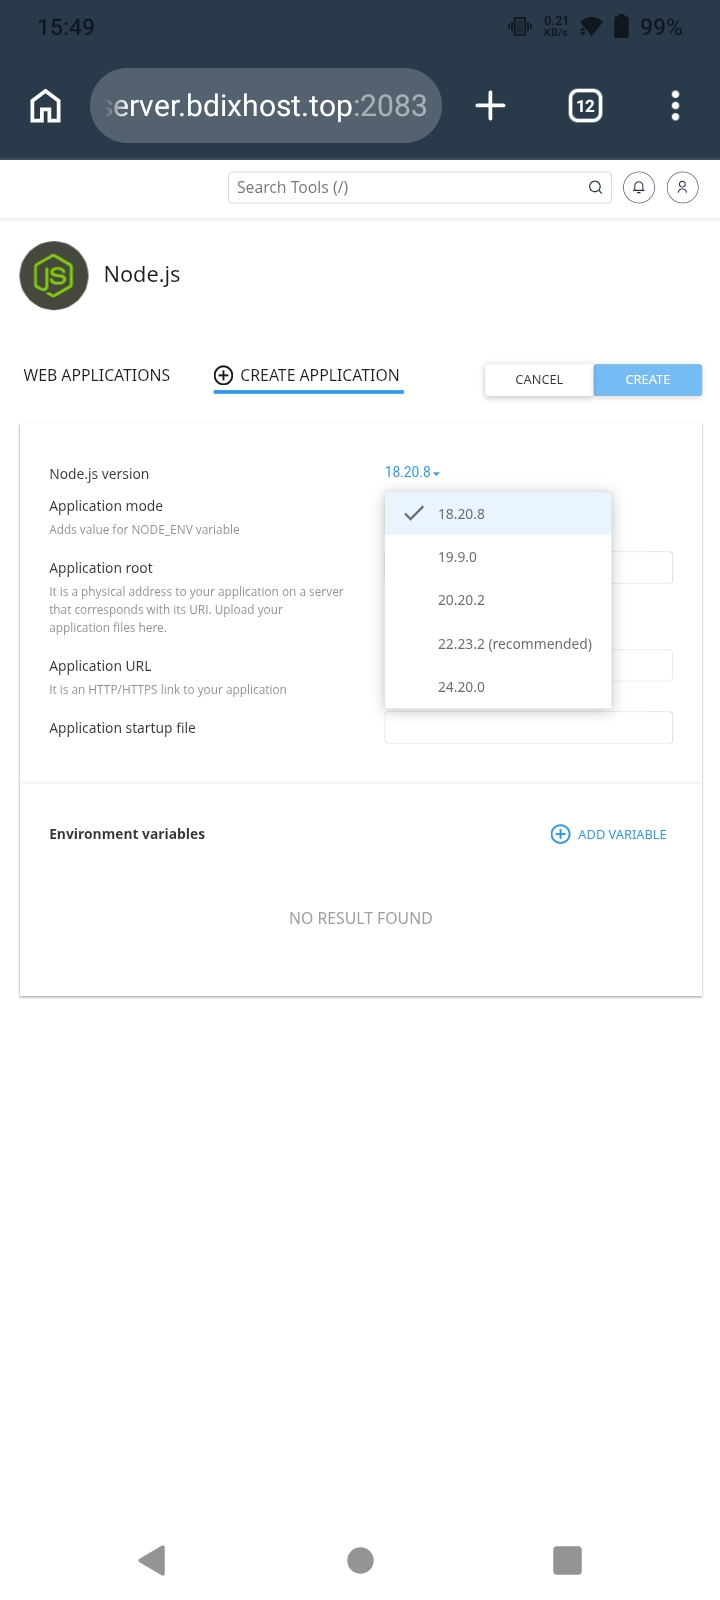 15:49
0.21
KB/s
99%
erver.bdixhost.top:2083
12
Search Tools (/)
JS
Node.js
WEB APPLICATIONS
CREATE APPLICATION
CANCEL
CREATE
Node.js version
18.20.8
Application mode
Adds value for NODE_ENV variable
18.20.8
19.9.0
20.20.2
22.23.2 (recommended)
24.20.0
Application root
It is a physical address to your application on a server
that corresponds with its URI. Upload your
application files here.
Application URL
It is an HTTP/HTTPS link to your application
Application startup file
Environment variables
ADD VARIABLE
NO RESULT FOUND